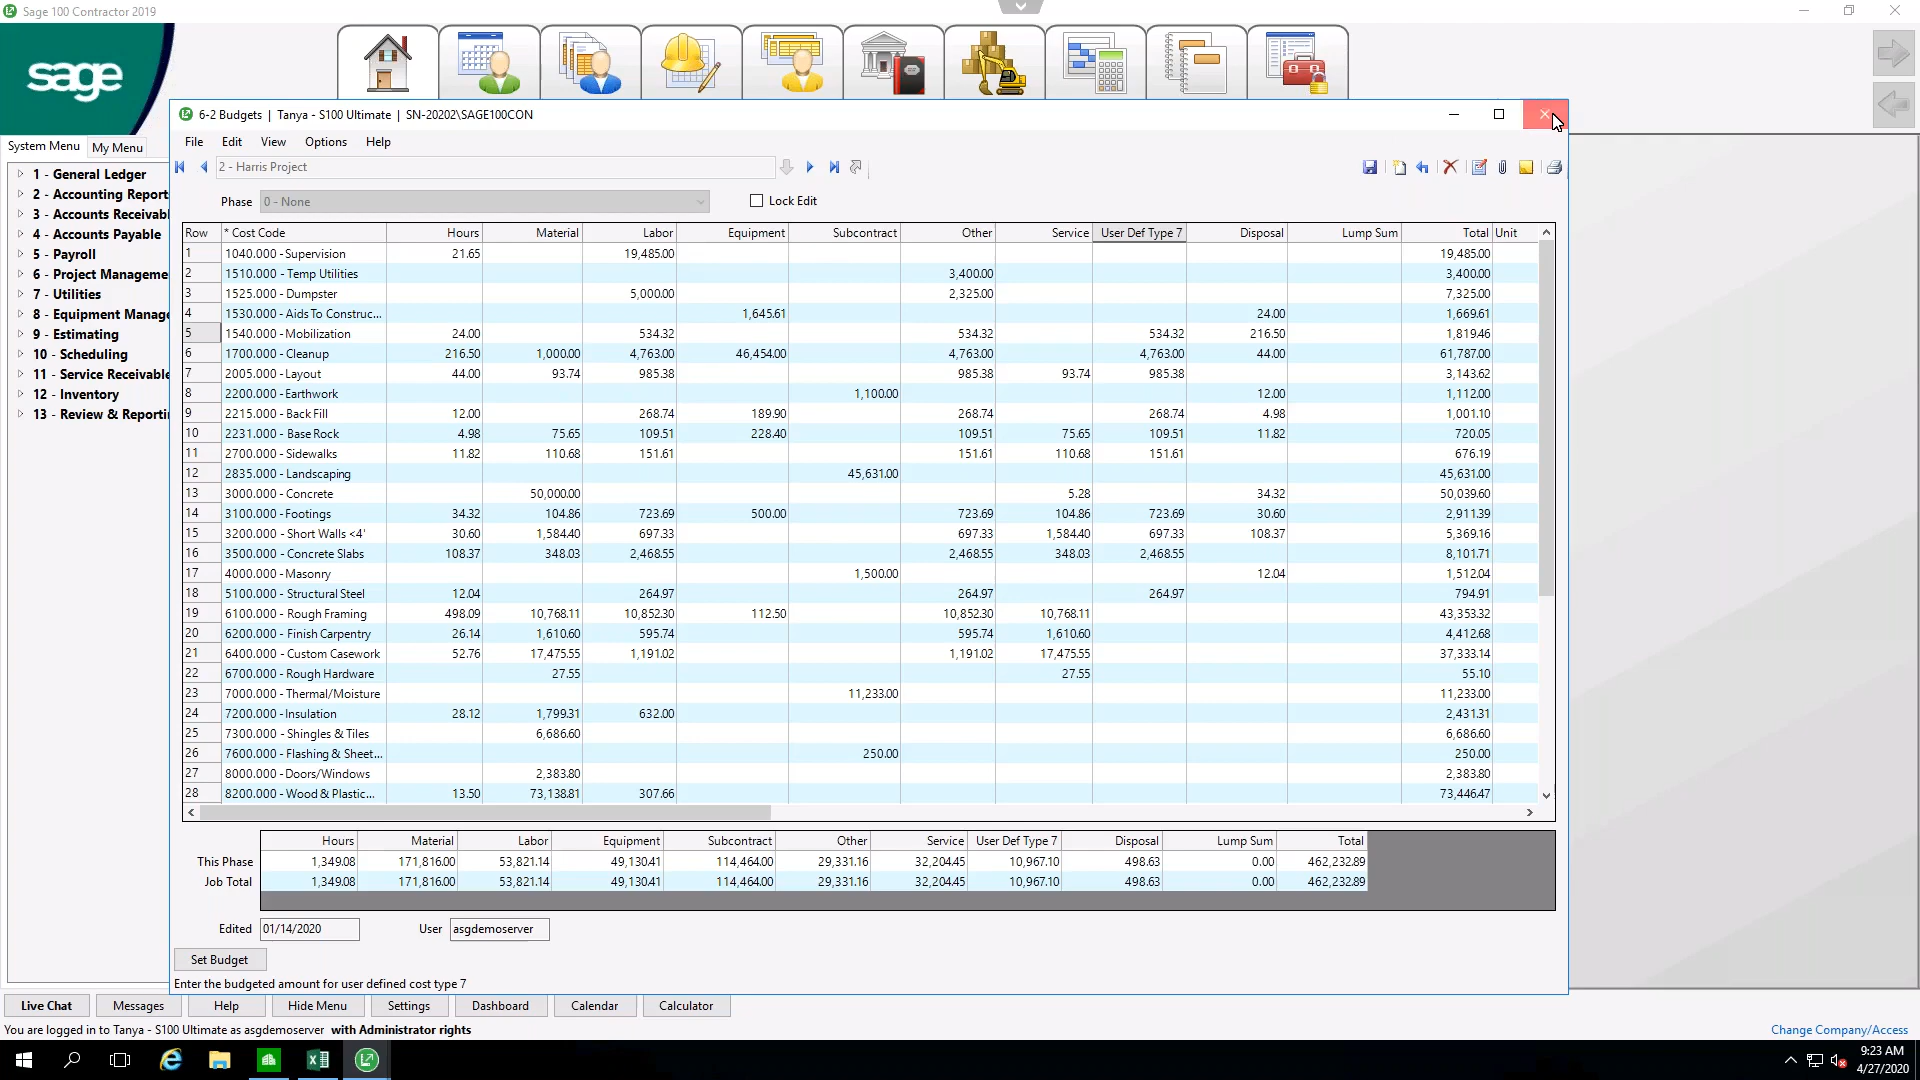 Sage 100 Contractor 2019
sage
6-2 Budgets | Tanya - S100 Ultimate | SN-20202\SAGE100CON
File Edit View Options Help
2 - Harris Project
Phase 0 - None Lock Edit
System Menu My Menu
1 - General Ledger
2 - Accounting Report
3 - Accounts Receivabl
4 - Accounts Payable
5 - Payroll
6 - Project Manageme
7 - Utilities
8 - Equipment Manage
9 - Estimating
10 - Scheduling
11 - Service Receivable
12 - Inventory
13 - Review & Reportin
Row * Cost Code Hours Material Labor Equipment Subcontract Other Service User Def Type 7 Disposal Lump Sum Total Unit
1 1040.000 - Supervision 21.65 19,485.00 19,485.00
2 1510.000 - Temp Utilities 3,400.00 3,400.00
3 1525.000 - Dumpster 5,000.00 2,325.00 7,325.00
4 1530.000 - Aids To Construc... 1,645.61 24.00 1,669.61
5 1540.000 - Mobilization 24.00 534.32 534.32 534.32 216.50 1,819.46
6 1700.000 - Cleanup 216.50 1,000.00 4,763.00 46,454.00 4,763.00 4,763.00 44.00 61,787.00
7 2005.000 - Layout 44.00 93.74 985.38 985.38 93.74 985.38 3,143.62
8 2200.000 - Earthwork 1,100.00 12.00 1,112.00
9 2215.000 - Back Fill 12.00 268.74 189.90 268.74 268.74 4.98 1,001.10
10 2231.000 - Base Rock 4.98 75.65 109.51 228.40 109.51 75.65 109.51 11.82 720.05
11 2700.000 - Sidewalks 11.82 110.68 151.61 151.61 110.68 151.61 676.19
12 2835.000 - Landscaping 45,631.00 45,631.00
13 3000.000 - Concrete 50,000.00 5.28 34.32 50,039.60
14 3100.000 - Footings 34.32 104.86 723.69 500.00 723.69 104.86 723.69 30.60 2,911.39
15 3200.000 - Short Walls <4' 30.60 1,584.40 697.33 697.33 1,584.40 697.33 108.37 5,369.16
16 3500.000 - Concrete Slabs 108.37 348.03 2,468.55 2,468.55 348.03 2,468.55 8,101.71
17 4000.000 - Masonry 1,500.00 12.04 1,512.04
18 5100.000 - Structural Steel 12.04 264.97 264.97 264.97 794.91
19 6100.000 - Rough Framing 498.09 10,768.11 10,852.30 112.50 10,852.30 10,768.11 43,353.32
20 6200.000 - Finish Carpentry 26.14 1,610.60 595.74 595.74 1,610.60 4,412.68
21 6400.000 - Custom Casework 52.76 17,475.55 1,191.02 1,191.02 17,475.55 37,333.14
22 6700.000 - Rough Hardware 27.55 27.55 55.10
23 7000.000 - Thermal/Moisture 11,233.00 11,233.00
24 7200.000 - Insulation 28.12 1,799.31 632.00 2,431.31
25 7300.000 - Shingles & Tiles 6,686.60 6,686.60
26 7600.000 - Flashing & Sheet... 250.00 250.00
27 8000.000 - Doors/Windows 2,383.80 2,383.80
28 8200.000 - Wood & Plastic... 13.50 73,138.81 307.66 73,446.47
Hours Material Labor Equipment Subcontract Other Service User Def Type 7 Disposal Lump Sum Total
This Phase 1,349.08 171,816.00 53,821.14 49,130.41 114,464.00 29,331.16 32,204.45 10,967.10 498.63 0.00 462,232.89
Job Total 1,349.08 171,816.00 53,821.14 49,130.41 114,464.00 29,331.16 32,204.45 10,967.10 498.63 0.00 462,232.89
Edited 01/14/2020 User asgdemoserver
Set Budget
Enter the budgeted amount for user defined cost type 7
Live Chat Messages Help Hide Menu Settings Dashboard Calendar Calculator
You are logged in to Tanya - S100 Ultimate as asgdemoserver with Administrator rights Change Company/Access
9:23 AM
4/27/2020